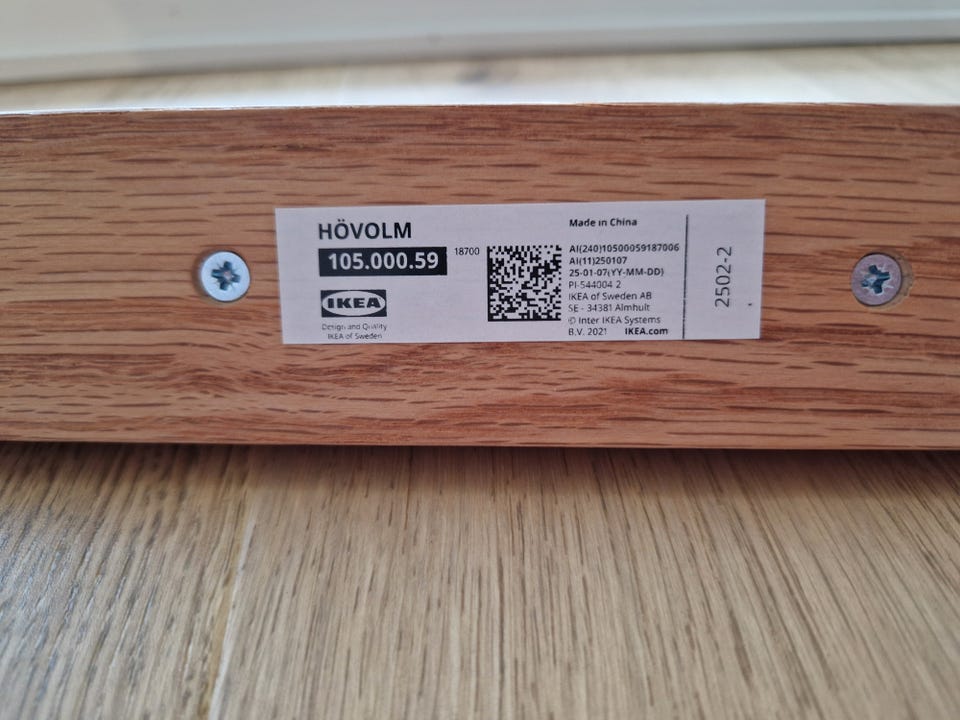 HÖVOLM
105.000.59
18700
IKEA
Design and Quality
IKEA of Sweden
Made in China
AI(240)10500059187006
AI(11)250107
25-01-07(YY-MM-DD)
PI-544004 2
IKEA of Sweden AB
SE - 34381 Älmhult
© Inter IKEA Systems
B.V. 2021 IKEA.com
2502-2